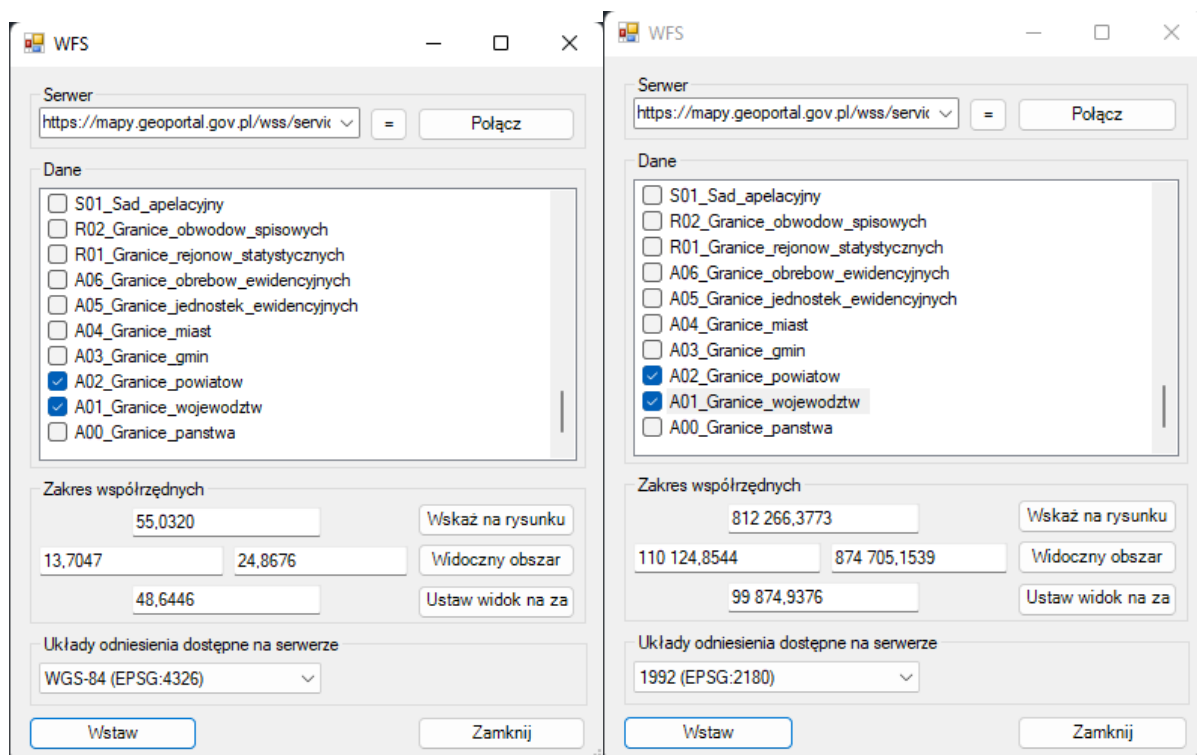 WFS
Serwer
https://mapy.geoportal.gov.pl/wss/servic
=
Połącz
Dane
S01_Sad_apelacyjny
R02_Granice_obwodow_spisowych
R01_Granice_rejonow_statystycznych
A06_Granice_obrebow_ewidencyjnych
A05_Granice_jednostek_ewidencyjnych
A04_Granice_miast
A03_Granice_gmin
A02_Granice_powiatow
A01_Granice_wojewodztw
A00_Granice_panstwa
Zakres współrzędnych
55,0320
Wskaż na rysunku
13,7047
24,8676
Widoczny obszar
48,6446
Ustaw widok na za
Układy odniesienia dostępne na serwerze
WGS-84 (EPSG:4326)
Wstaw
Zamknij
WFS
Serwer
https://mapy.geoportal.gov.pl/wss/servic
=
Połącz
Dane
S01_Sad_apelacyjny
R02_Granice_obwodow_spisowych
R01_Granice_rejonow_statystycznych
A06_Granice_obrebow_ewidencyjnych
A05_Granice_jednostek_ewidencyjnych
A04_Granice_miast
A03_Granice_gmin
A02_Granice_powiatow
A01_Granice_wojewodztw
A00_Granice_panstwa
Zakres współrzędnych
812 266,3773
Wskaż na rysunku
110 124,8544
874 705,1539
Widoczny obszar
99 874,9376
Ustaw widok na za
Układy odniesienia dostępne na serwerze
1992 (EPSG:2180)
Wstaw
Zamknij